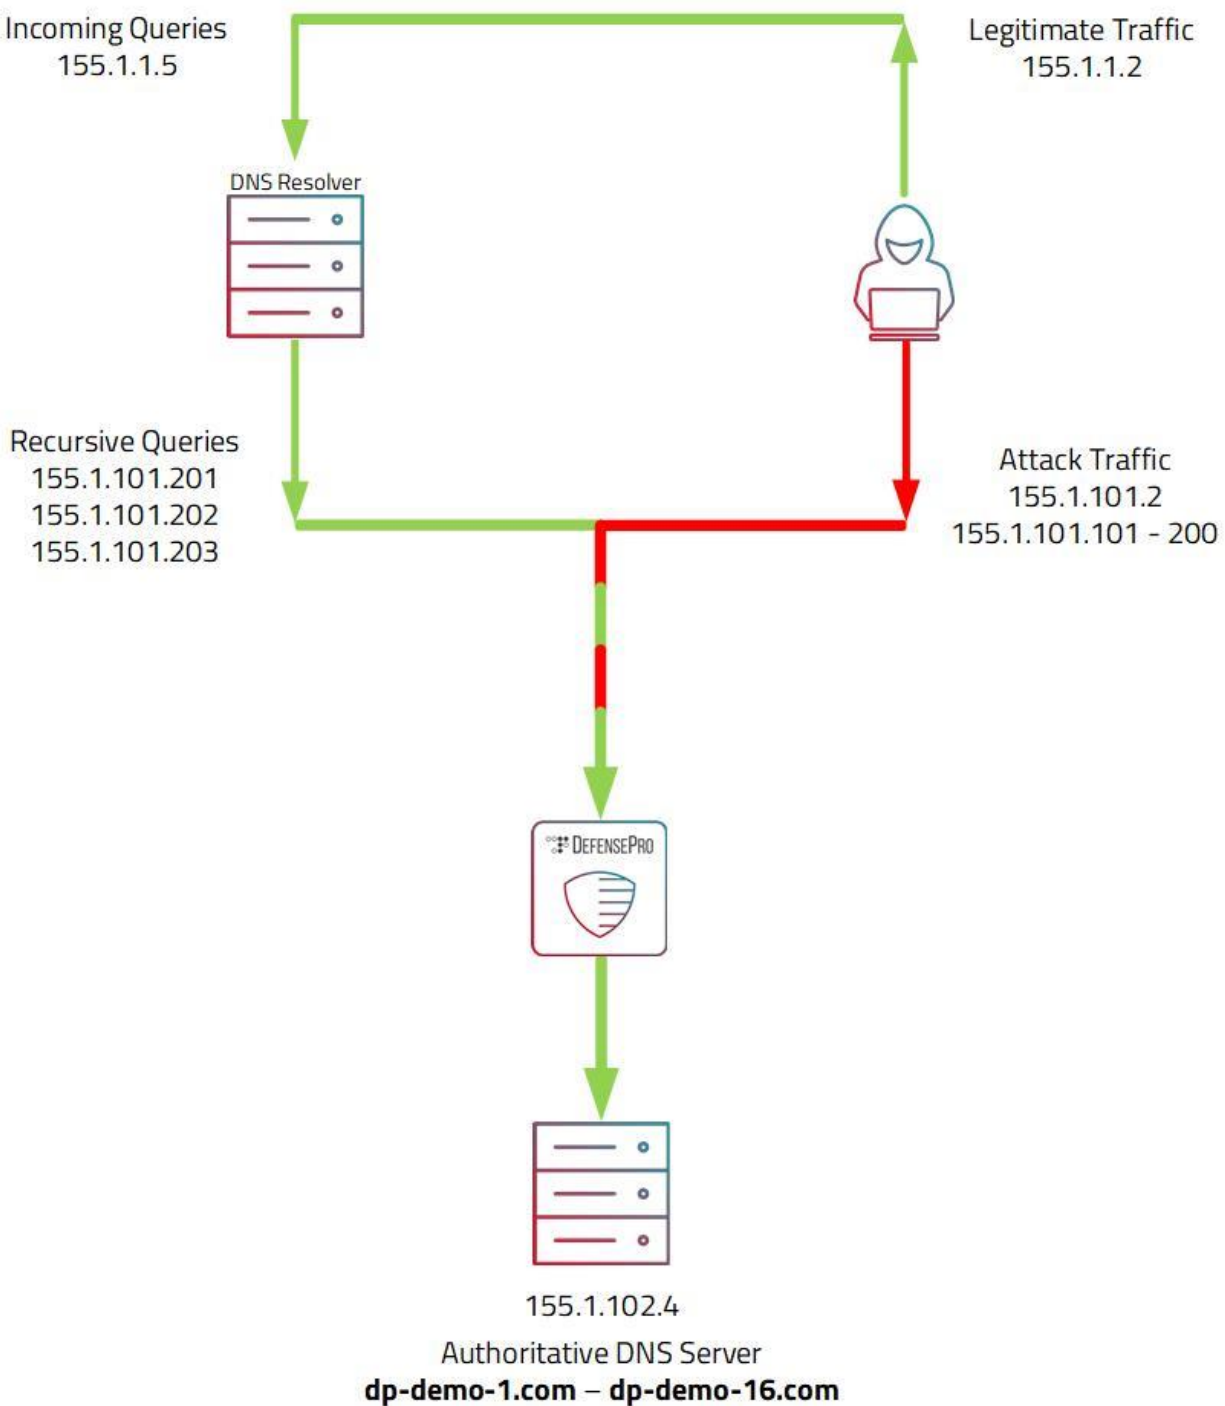 Incoming Queries
155.1.1.5
Legitimate Traffic
155.1.1.2
DNS Resolver
Recursive Queries
155.1.101.201
155.1.101.202
155.1.101.203
Attack Traffic
155.1.101.2
155.1.101.101 - 200
DEFENSEPRO
155.1.102.4
Authoritative DNS Server
dp-demo-1.com – dp-demo-16.com